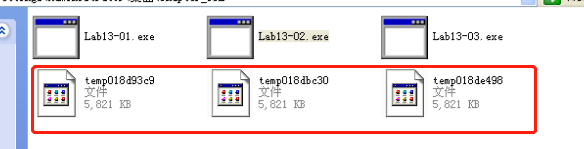 Lab13-01.exe
Lab13-02.exe
Lab13-03.exe
temp018d93c9
文件
5,821 KB
temp018dbc30
文件
5,821 KB
temp018de498
文件
5,821 KB